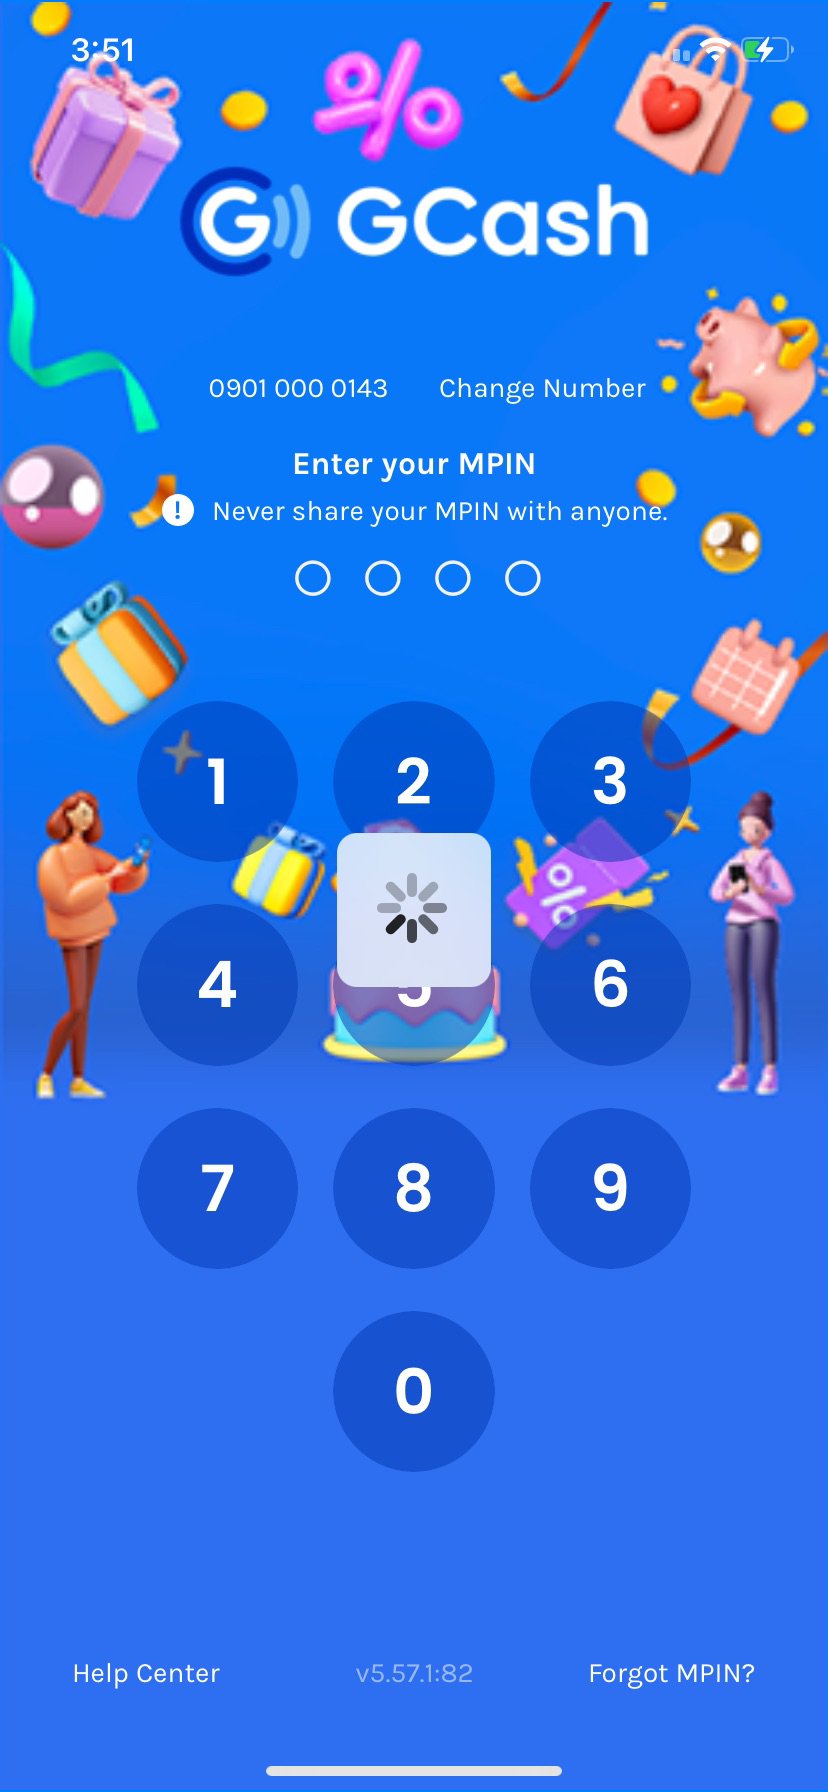 3:51
GCash
0901 000 0143 Change Number
Enter your MPIN
! Never share your MPIN with anyone.
1 2 3
4 5 6
7 8 9
0
Help Center v5.57.1:82 Forgot MPIN?